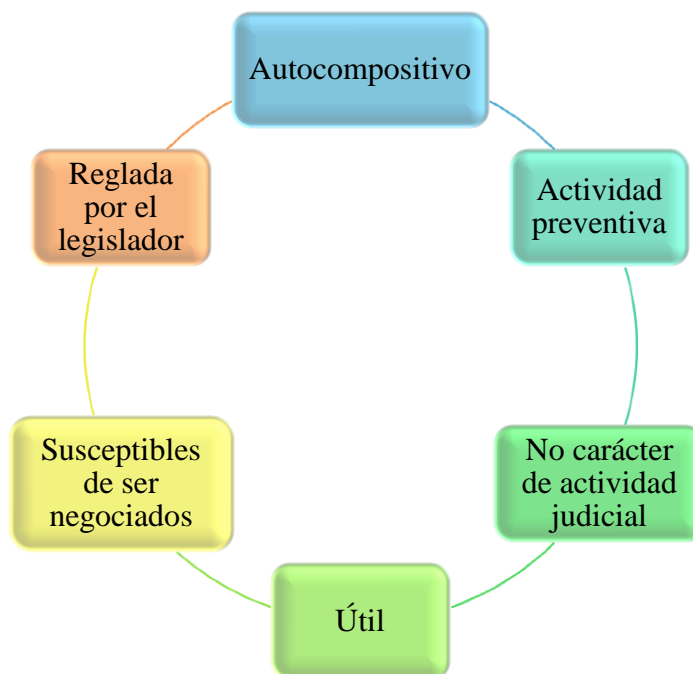 Autocompositivo
Actividad
preventiva
No carácter
de actividad
judicial
Útil
Susceptibles
de ser
negociados
Reglada
por el
legislador